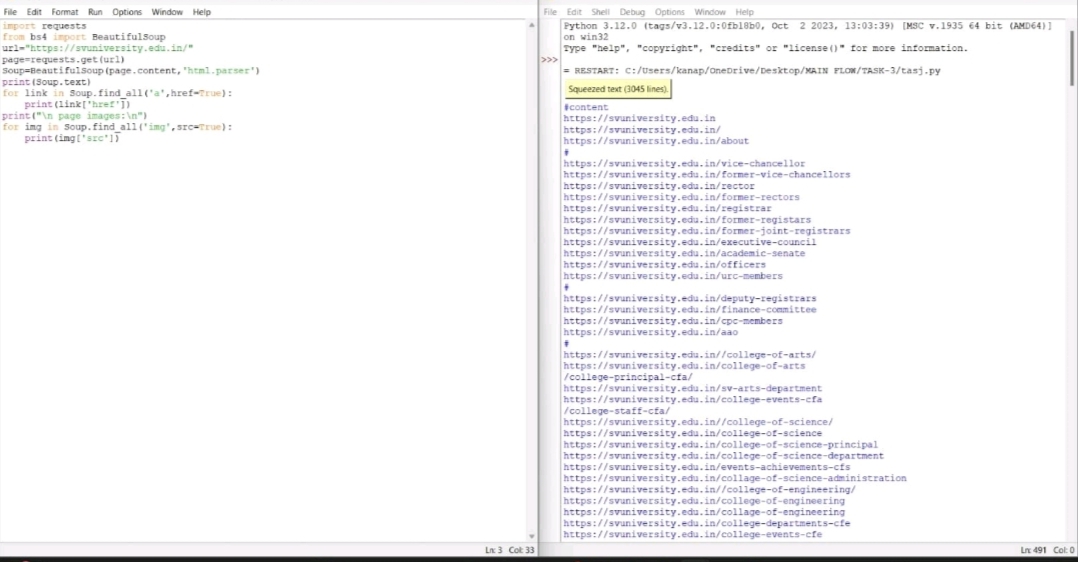 File Edit Format Run Options Window Help
import requests
from bs4 import BeautifulSoup
url="https://svuniversity.edu.in/"
page=requests.get(url)
Soup=BeautifulSoup(page.content,'html.parser')
print(Soup.text)
for link in Soup.find_all('a',href=True):
    print(link['href'])
print("\n page images:\n")
for img in Soup.find_all('img',src=True):
    print(img['src'])
Ln: 3 Col: 33
File Edit Shell Debug Options Window Help
Python 3.12.0 (tags/v3.12.0:0fb18b0, Oct 2 2023, 13:03:39) [MSC v.1935 64 bit (AMD64)]
on win32
Type "help", "copyright", "credits" or "license()" for more information.
>>>
= RESTART: C:/Users/kanap/OneDrive/Desktop/MAIN FLOW/TASK-3/tasj.py
Squeezed text (3045 lines).
#content
https://svuniversity.edu.in
https://svuniversity.edu.in/
https://svuniversity.edu.in/about
#
https://svuniversity.edu.in/vice-chancellor
https://svuniversity.edu.in/former-vice-chancellors
https://svuniversity.edu.in/rector
https://svuniversity.edu.in/former-rectors
https://svuniversity.edu.in/registrar
https://svuniversity.edu.in/former-registars
https://svuniversity.edu.in/former-joint-registrars
https://svuniversity.edu.in/executive-council
https://svuniversity.edu.in/academic-senate
https://svuniversity.edu.in/officers
https://svuniversity.edu.in/urc-members
#
https://svuniversity.edu.in/deputy-registrars
https://svuniversity.edu.in/finance-committee
https://svuniversity.edu.in/cpc-members
https://svuniversity.edu.in/aao
#
https://svuniversity.edu.in//college-of-arts/
https://svuniversity.edu.in/college-of-arts
/college-principal-cfa/
https://svuniversity.edu.in/sv-arts-department
https://svuniversity.edu.in/college-events-cfa
/college-staff-cfa/
https://svuniversity.edu.in//college-of-science/
https://svuniversity.edu.in/college-of-science
https://svuniversity.edu.in/college-of-science-principal
https://svuniversity.edu.in/college-of-science-department
https://svuniversity.edu.in/events-achievements-cfs
https://svuniversity.edu.in/collage-of-science-administration
https://svuniversity.edu.in//college-of-engineering/
https://svuniversity.edu.in/college-of-engineering
https://svuniversity.edu.in/collage-of-engineering
https://svuniversity.edu.in/college-departments-cfe
https://svuniversity.edu.in/college-events-cfe
Ln: 491 Col: 0